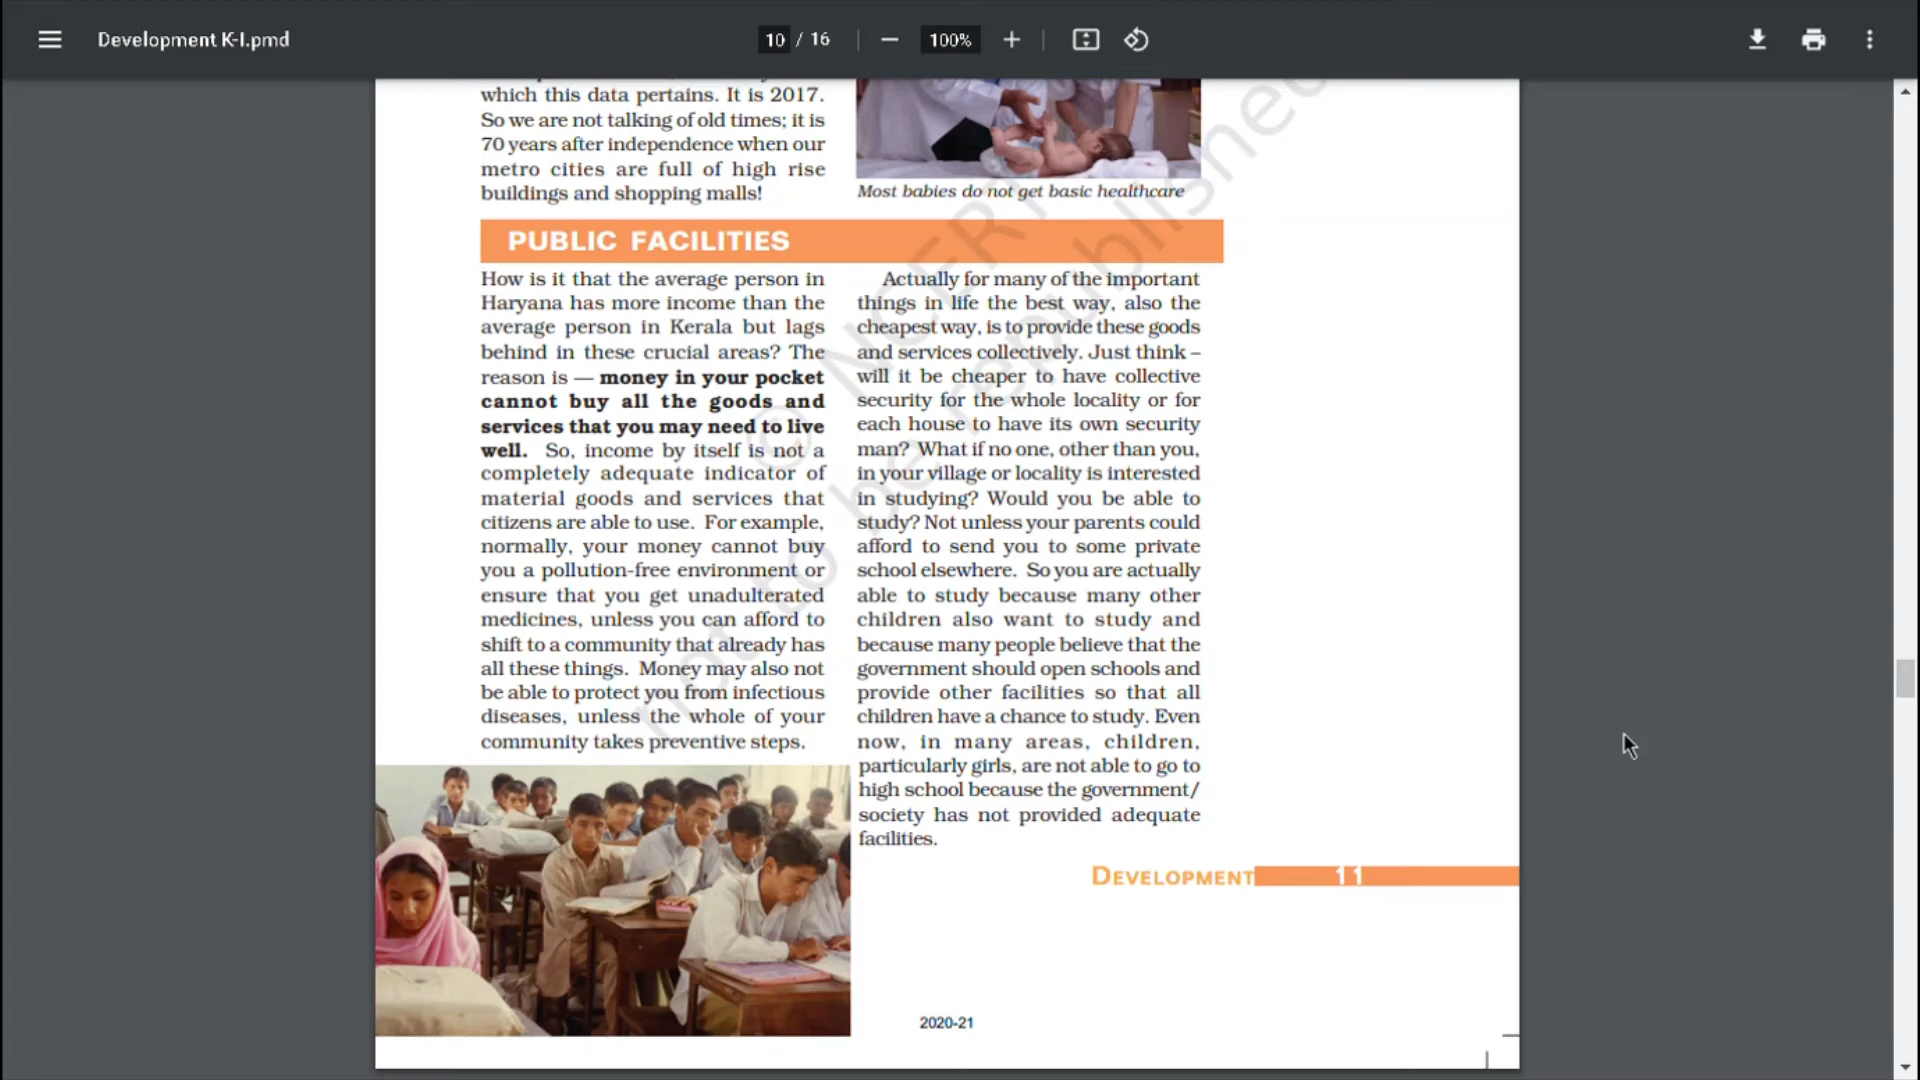 Development K-I.pmd
10 / 16
100%
which this data pertains. It is 2017.
So we are not talking of old times; it is
70 years after independence when our
metro cities are full of high rise
buildings and shopping malls!
Most babies do not get basic healthcare
PUBLIC FACILITIES
How is it that the average person in
Haryana has more income than the
average person in Kerala but lags
behind in these crucial areas? The
reason is — money in your pocket
cannot buy all the goods and
services that you may need to live
well. So, income by itself is not a
completely adequate indicator of
material goods and services that
citizens are able to use. For example,
normally, your money cannot buy
you a pollution-free environment or
ensure that you get unadulterated
medicines, unless you can afford to
shift to a community that already has
all these things. Money may also not
be able to protect you from infectious
diseases, unless the whole of your
community takes preventive steps.
Actually for many of the important
things in life the best way, also the
cheapest way, is to provide these goods
and services collectively. Just think –
will it be cheaper to have collective
security for the whole locality or for
each house to have its own security
man? What if no one, other than you,
in your village or locality is interested
in studying? Would you be able to
study? Not unless your parents could
afford to send you to some private
school elsewhere. So you are actually
able to study because many other
children also want to study and
because many people believe that the
government should open schools and
provide other facilities so that all
children have a chance to study. Even
now, in many areas, children,
particularly girls, are not able to go to
high school because the government/
society has not provided adequate
facilities.
DEVELOPMENT 11
2020-21
© NCERT
not to be republished